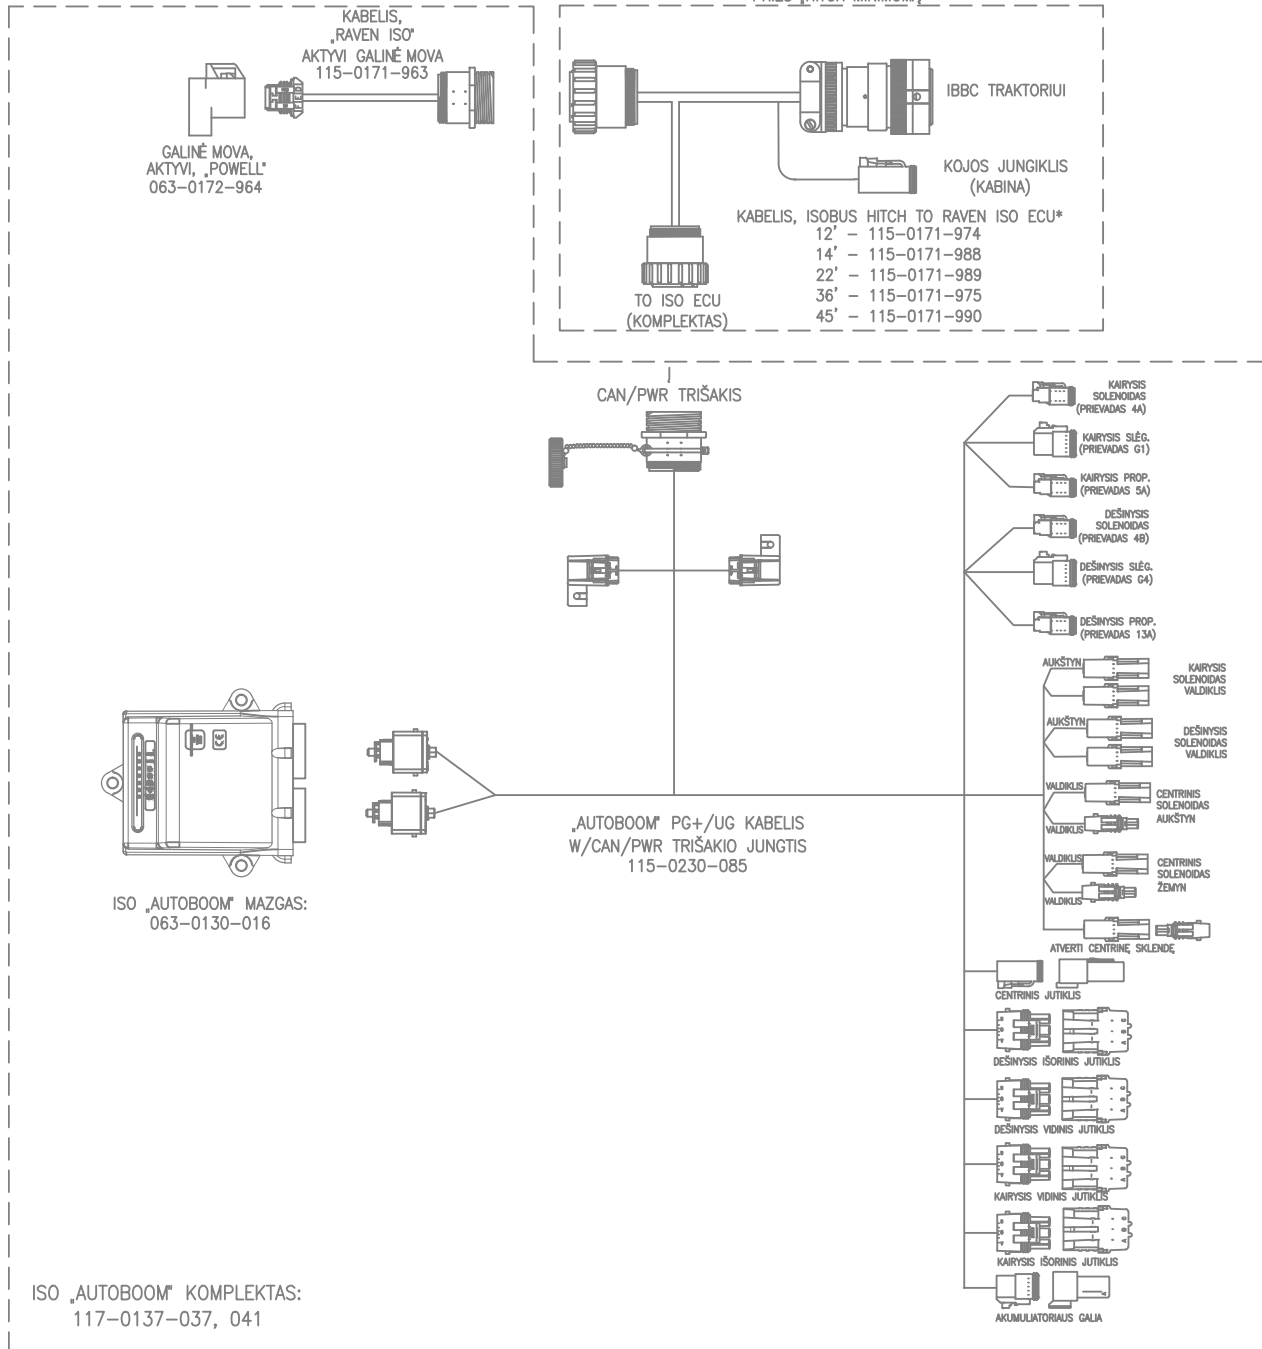 KABELIS,
„RAVEN ISO"
AKTYVI GALINĖ MOVA
115-0171-963
GALINĖ MOVA,
AKTYVI, „POWELL"
063-0172-964
IBBC TRAKTORIUI
KOJOS JUNGIKLIS
(KABINA)
KABELIS, ISOBUS HITCH TO RAVEN ISO ECU*
12' - 115-0171-974
14' - 115-0171-988
22' - 115-0171-989
36' - 115-0171-975
45' - 115-0171-990
TO ISO ECU
(KOMPLEKTAS)
CAN/PWR TRIŠAKIS
KAIRYSIS
SOLENOIDAS
(PRIEVADAS 4A)
KAIRYSIS SLĖG.
(PRIEVADAS G1)
KAIRYSIS PROP.
(PRIEVADAS 5A)
DEŠINYSIS
SOLENOIDAS
(PRIEVADAS 4B)
DEŠINYSIS SLĖG.
(PRIEVADAS G4)
DEŠINYSIS PROP.
(PRIEVADAS 13A)
AUKŠTYN
KAIRYSIS
SOLENOIDAS
VALDIKLIS
AUKŠTYN
DEŠINYSIS
SOLENOIDAS
VALDIKLIS
VALDIKLIS
CENTRINIS
SOLENOIDAS
AUKŠTYN
VALDIKLIS
VALDIKLIS
CENTRINIS
SOLENOIDAS
ŽEMYN
VALDIKLIS
ATVERTI CENTRINĘ SKLENDĘ
„AUTOBOOM" PG+/UG KABELIS
W/CAN/PWR TRIŠAKIO JUNGTIS
115-0230-085
ISO „AUTOBOOM" MAZGAS:
063-0130-016
CENTRINIS JUTIKLIS
DEŠINYSIS IŠORINIS JUTIKLIS
DEŠINYSIS VIDINIS JUTIKLIS
KAIRYSIS VIDINIS JUTIKLIS
KAIRYSIS IŠORINIS JUTIKLIS
AKUMULIATORIAUS GALIA
ISO „AUTOBOOM" KOMPLEKTAS:
117-0137-037, 041